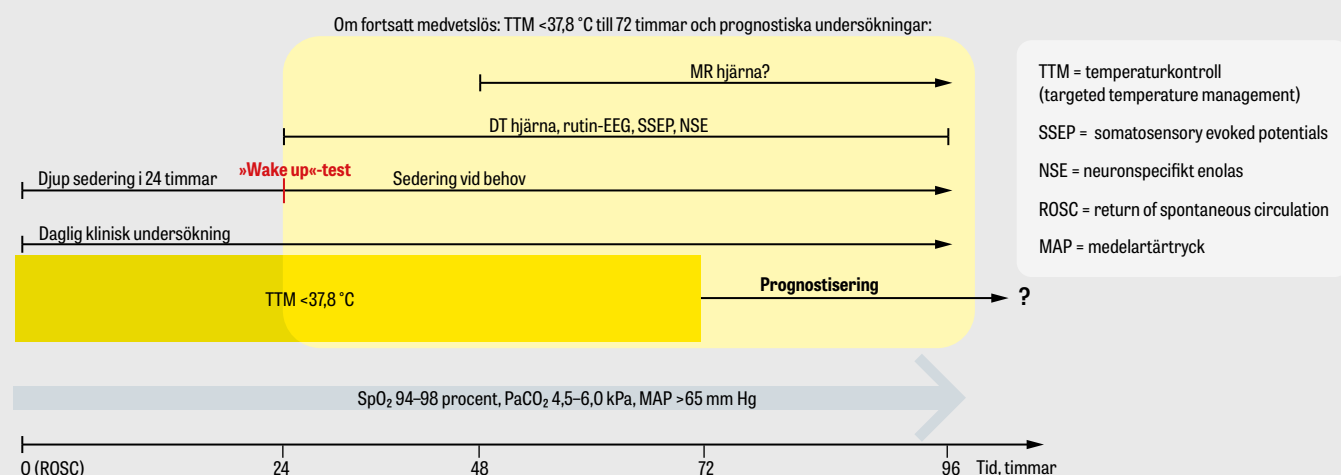 Om fortsatt medvetslös: TTM <37,8 °C till 72 timmar och prognostiska undersökningar:
MR hjärna?
DT hjärna, rutin-EEG, SSEP, NSE
Djup sedering i 24 timmar
»Wake up«-test
Sedering vid behov
Daglig klinisk undersökning
TTM <37,8 °C
Prognostisering
?
SpO₂ 94–98 procent, PaCO₂ 4,5–6,0 kPa, MAP >65 mm Hg
0 (ROSC)
24
48
72
96
Tid, timmar
TTM = temperaturkontroll
(targeted temperature management)
SSEP = somatosensory evoked potentials
NSE = neuronspecifikt enolas
ROSC = return of spontaneous circulation
MAP = medelartärtryck